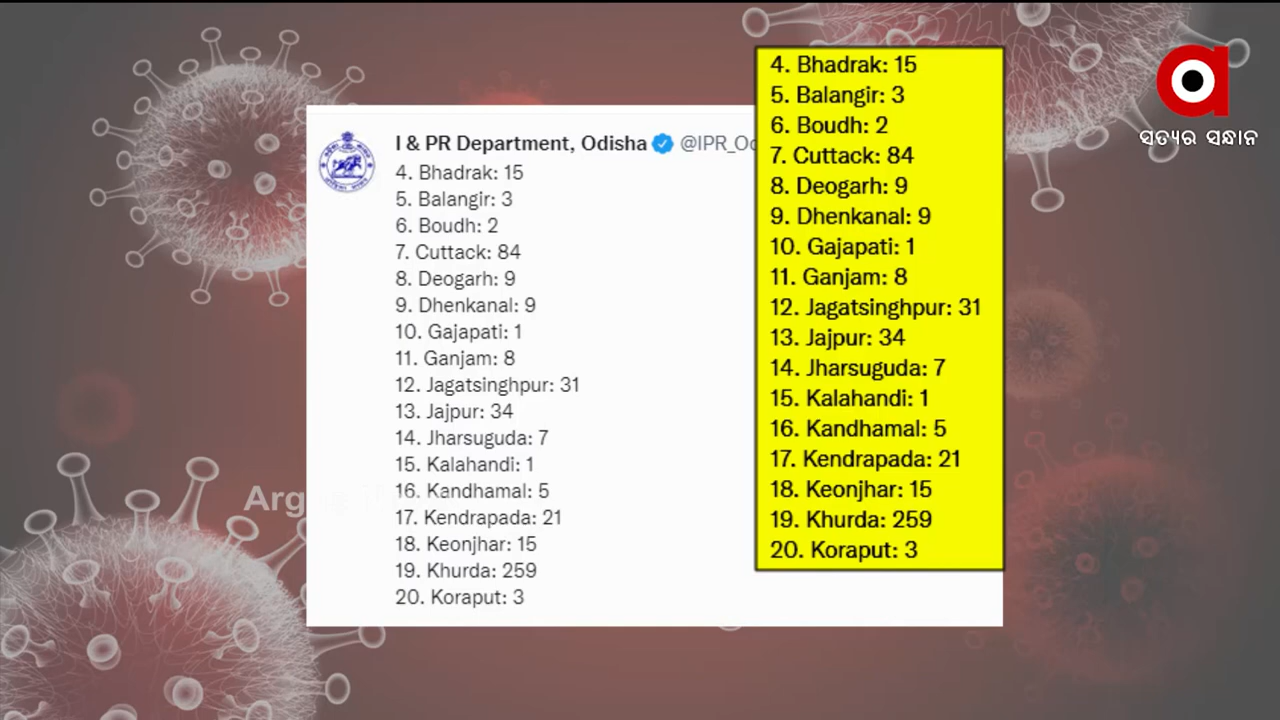 I & PR Department, Odisha @IPR_Od
4. Bhadrak: 15
5. Balangir: 3
6. Boudh: 2
7. Cuttack: 84
8. Deogarh: 9
9. Dhenkanal: 9
10. Gajapati: 1
11. Ganjam: 8
12. Jagatsinghpur: 31
13. Jajpur: 34
14. Jharsuguda: 7
15. Kalahandi: 1
16. Kandhamal: 5
17. Kendrapada: 21
18. Keonjhar: 15
19. Khurda: 259
20. Koraput: 3
4. Bhadrak: 15
5. Balangir: 3
6. Boudh: 2
7. Cuttack: 84
8. Deogarh: 9
9. Dhenkanal: 9
10. Gajapati: 1
11. Ganjam: 8
12. Jagatsinghpur: 31
13. Jajpur: 34
14. Jharsuguda: 7
15. Kalahandi: 1
16. Kandhamal: 5
17. Kendrapada: 21
18. Keonjhar: 15
19. Khurda: 259
20. Koraput: 3
ସତ୍ୟର ସନ୍ଧାନ